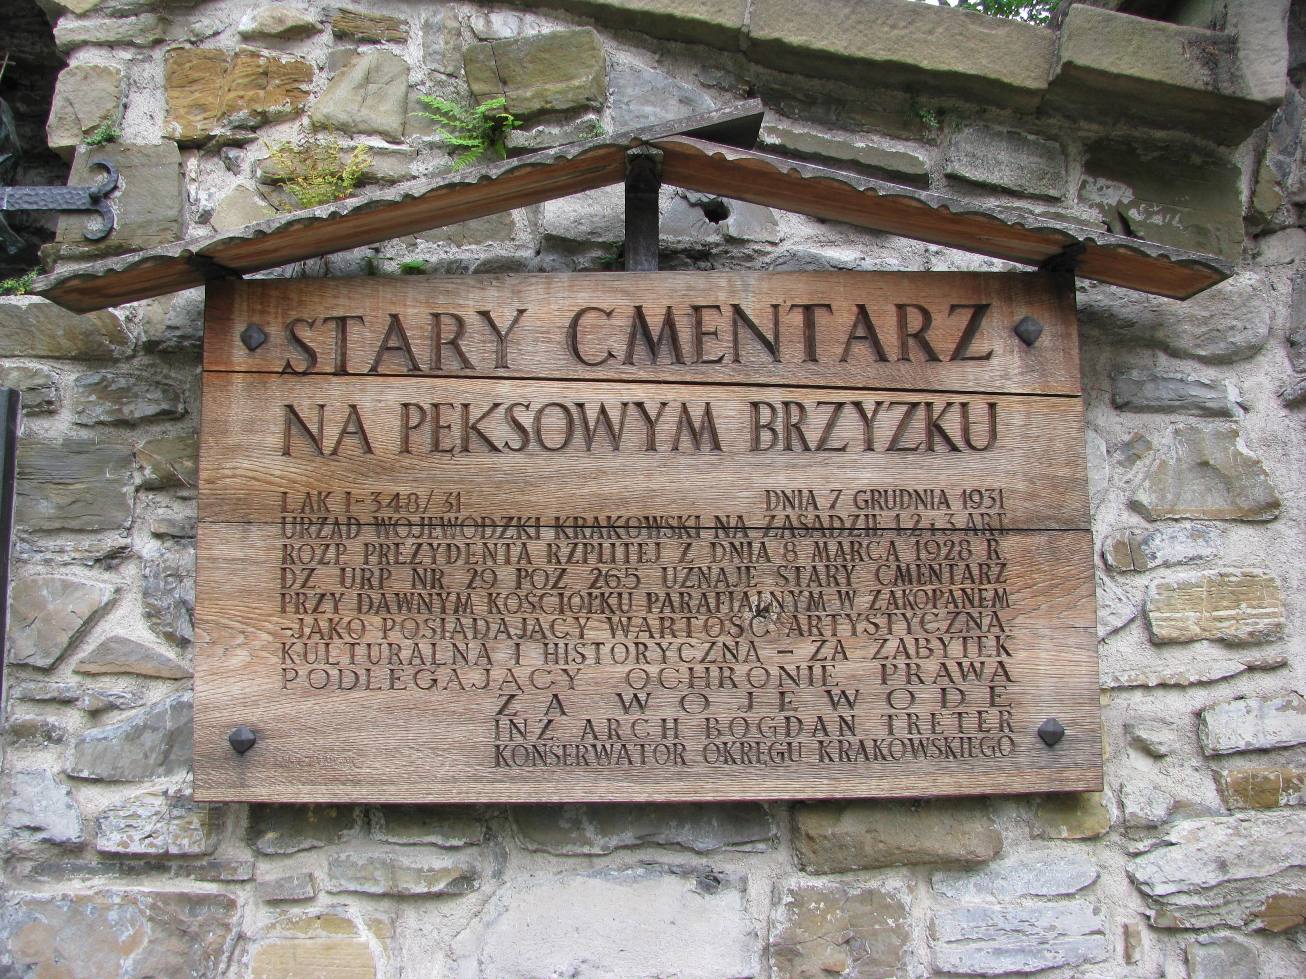 STARY CMENTARZ
NA PĘKSOWYM BRZYZKU
L.AK I-348/31 DNIA 7 GRUDNIA 1931
URZĄD WOJEWÓDZKI KRAKOWSKI NA ZASADZIE 1.2 i 3 ART
ROZP PREZYDENTA RZPLITEJ Z DNIA 8 MARCA 1928 R
DZ URP NR 29 POZ 265 UZNAJE STARY CMENTARZ
PRZY DAWNYM KOŚCIÓŁKU PARAFIALNYM W ZAKOPANEM
-JAKO POSIADAJĄCY WARTOŚĆ ARTYSTYCZNĄ
KULTURALNĄ I HISTORYCZNĄ - ZA ZABYTEK
PODLEGAJĄCY OCHRONIE PRAWA
ZA WOJEWODĘ
INŻ ARCH BOGDAN TRETER
KONSERWATOR OKRĘGU KRAKOWSKIEGO